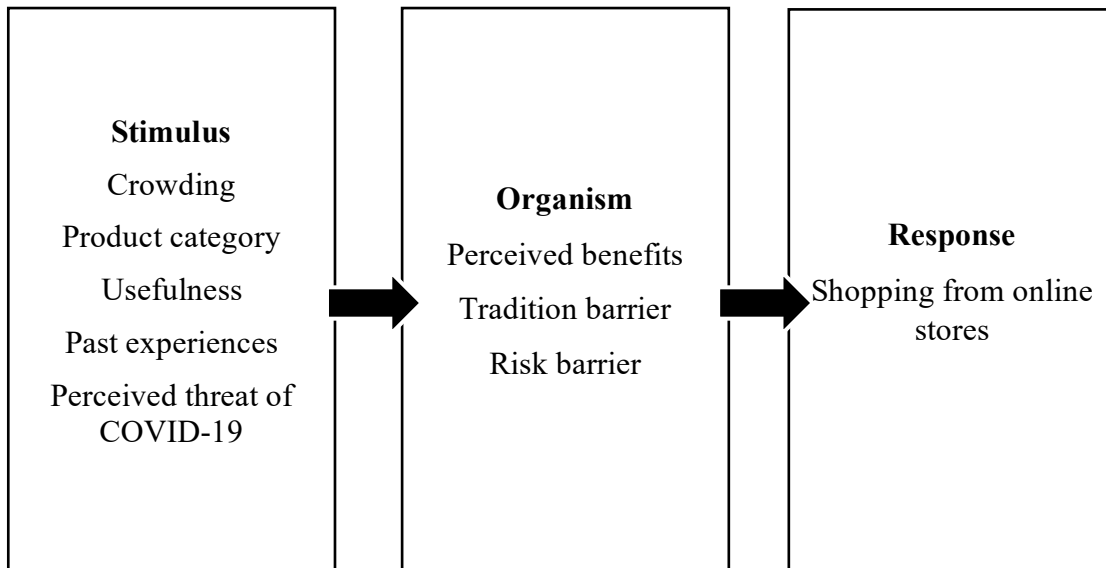 Stimulus
Crowding
Product category
Usefulness
Past experiences
Perceived threat of
COVID-19
Organism
Perceived benefits
Tradition barrier
Risk barrier
Response
Shopping from online
stores